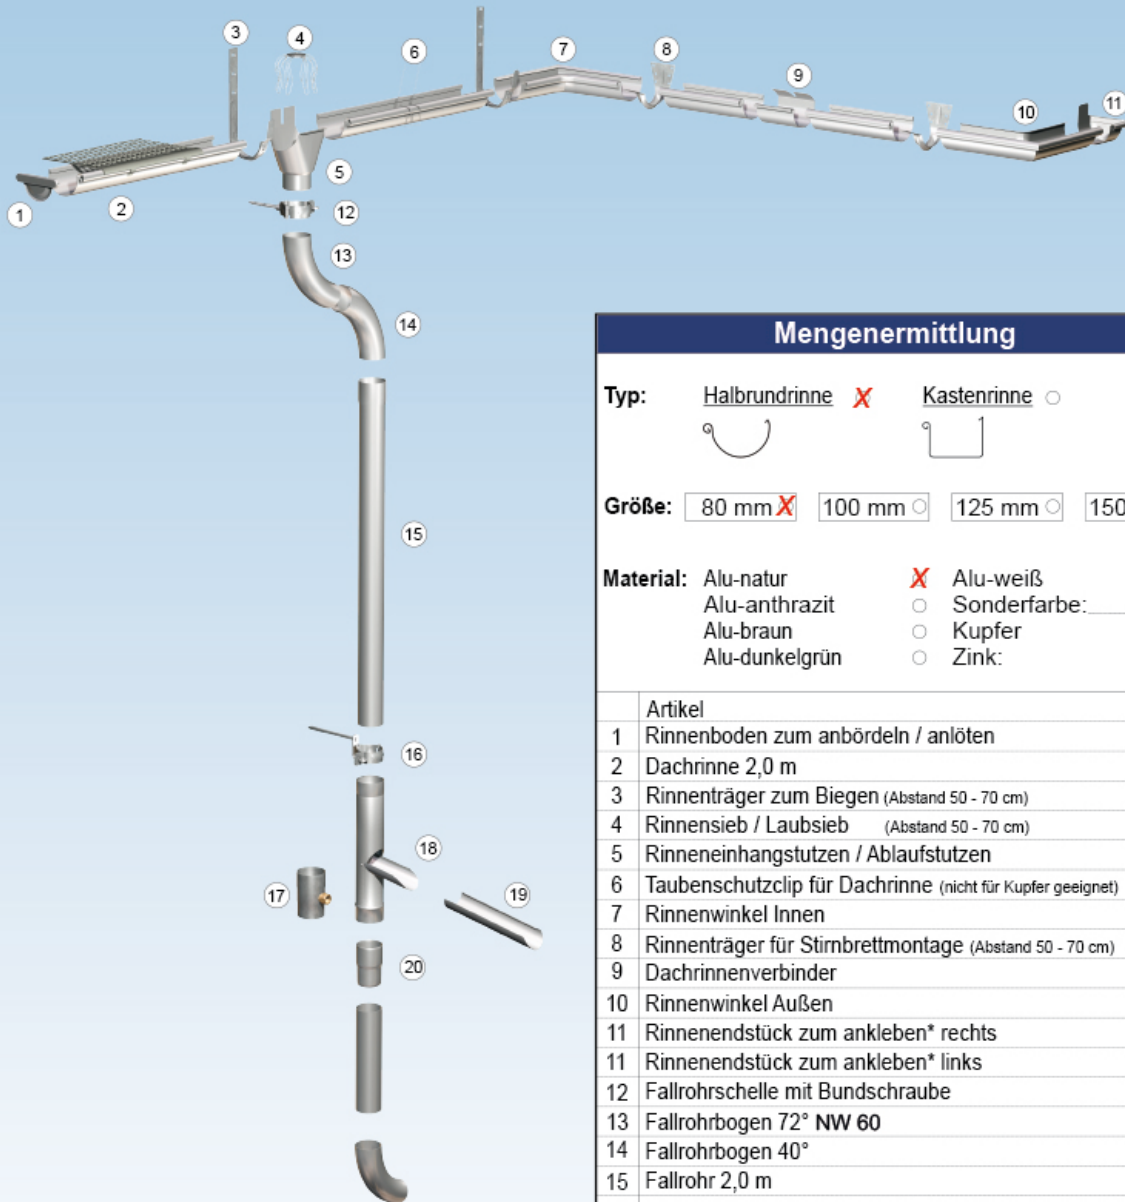 3
4
6
7
8
9
10
11
5
1
2
12
13
14
15
16
17
18
19
20
Mengenermittlung
Typ: Halbrundrinne X Kastenrinne
Größe: 80 mm X 100 mm 125 mm 150
Material: Alu-natur X Alu-weiß
Alu-anthrazit Sonderfarbe:____
Alu-braun Kupfer
Alu-dunkelgrün Zink:
Artikel
1 Rinnenboden zum anbördeln / anlöten
2 Dachrinne 2,0 m
3 Rinnenträger zum Biegen (Abstand 50 - 70 cm)
4 Rinnensieb / Laubsieb (Abstand 50 - 70 cm)
5 Rinneneinhangstutzen / Ablaufstutzen
6 Taubenschutzclip für Dachrinne (nicht für Kupfer geeignet)
7 Rinnenwinkel Innen
8 Rinnenträger für Stirnbrettmontage (Abstand 50 - 70 cm)
9 Dachrinnenverbinder
10 Rinnenwinkel Außen
11 Rinnenendstück zum ankleben* rechts
11 Rinnenendstück zum ankleben* links
12 Fallrohrschelle mit Bundschraube
13 Fallrohrbogen 72° NW 60
14 Fallrohrbogen 40°
15 Fallrohr 2,0 m